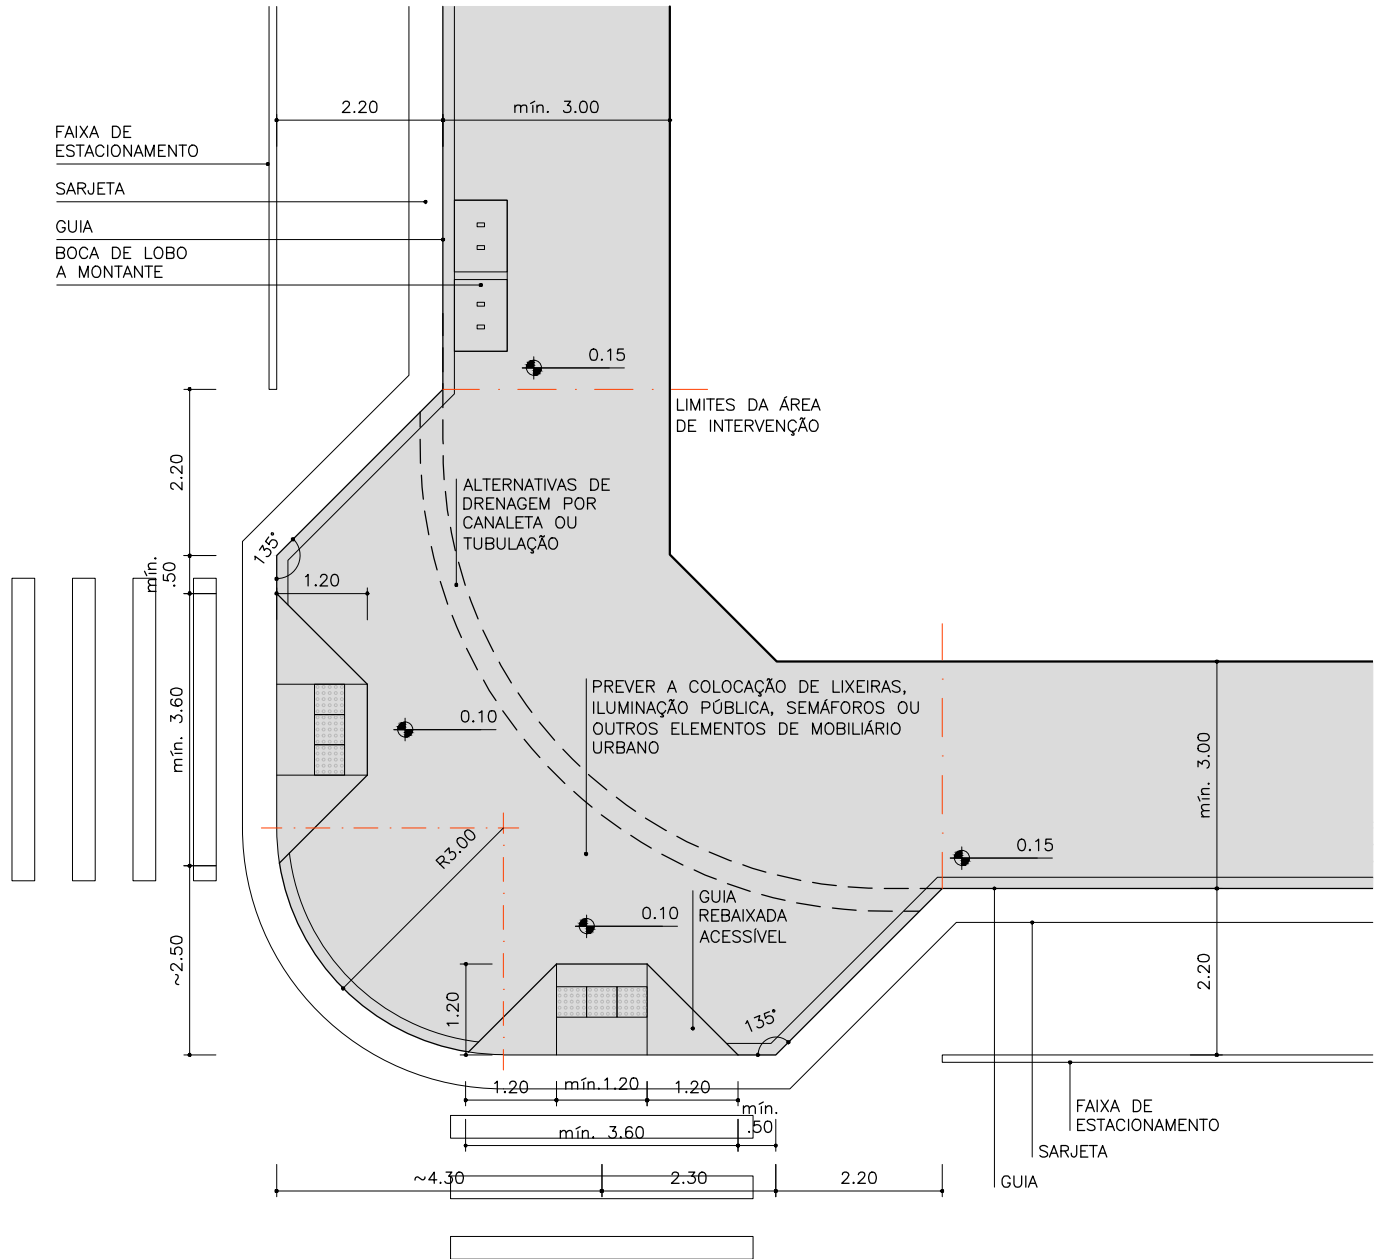 2.20
mín. 3.00
FAIXA DE
ESTACIONAMENTO
SARJETA
GUIA
BOCA DE LOBO
A MONTANTE
0.15
LIMITES DA ÁREA
DE INTERVENÇÃO
2.20
ALTERNATIVAS DE
DRENAGEM POR
CANALETA OU
TUBULAÇÃO
135°
mín.
.50
1.20
mín. 3.60
0.10
PREVER A COLOCAÇÃO DE LIXEIRAS,
ILUMINAÇÃO PÚBLICA, SEMÁFOROS OU
OUTROS ELEMENTOS DE MOBILIÁRIO
URBANO
mín. 3.00
R3.00
0.15
~2.50
0.10
GUIA
REBAIXADA
ACESSÍVEL
2.20
1.20
135°
1.20
mín.1.20
1.20
mín.
.50
mín. 3.60
FAIXA DE
ESTACIONAMENTO
SARJETA
GUIA
~4.30
2.30
2.20